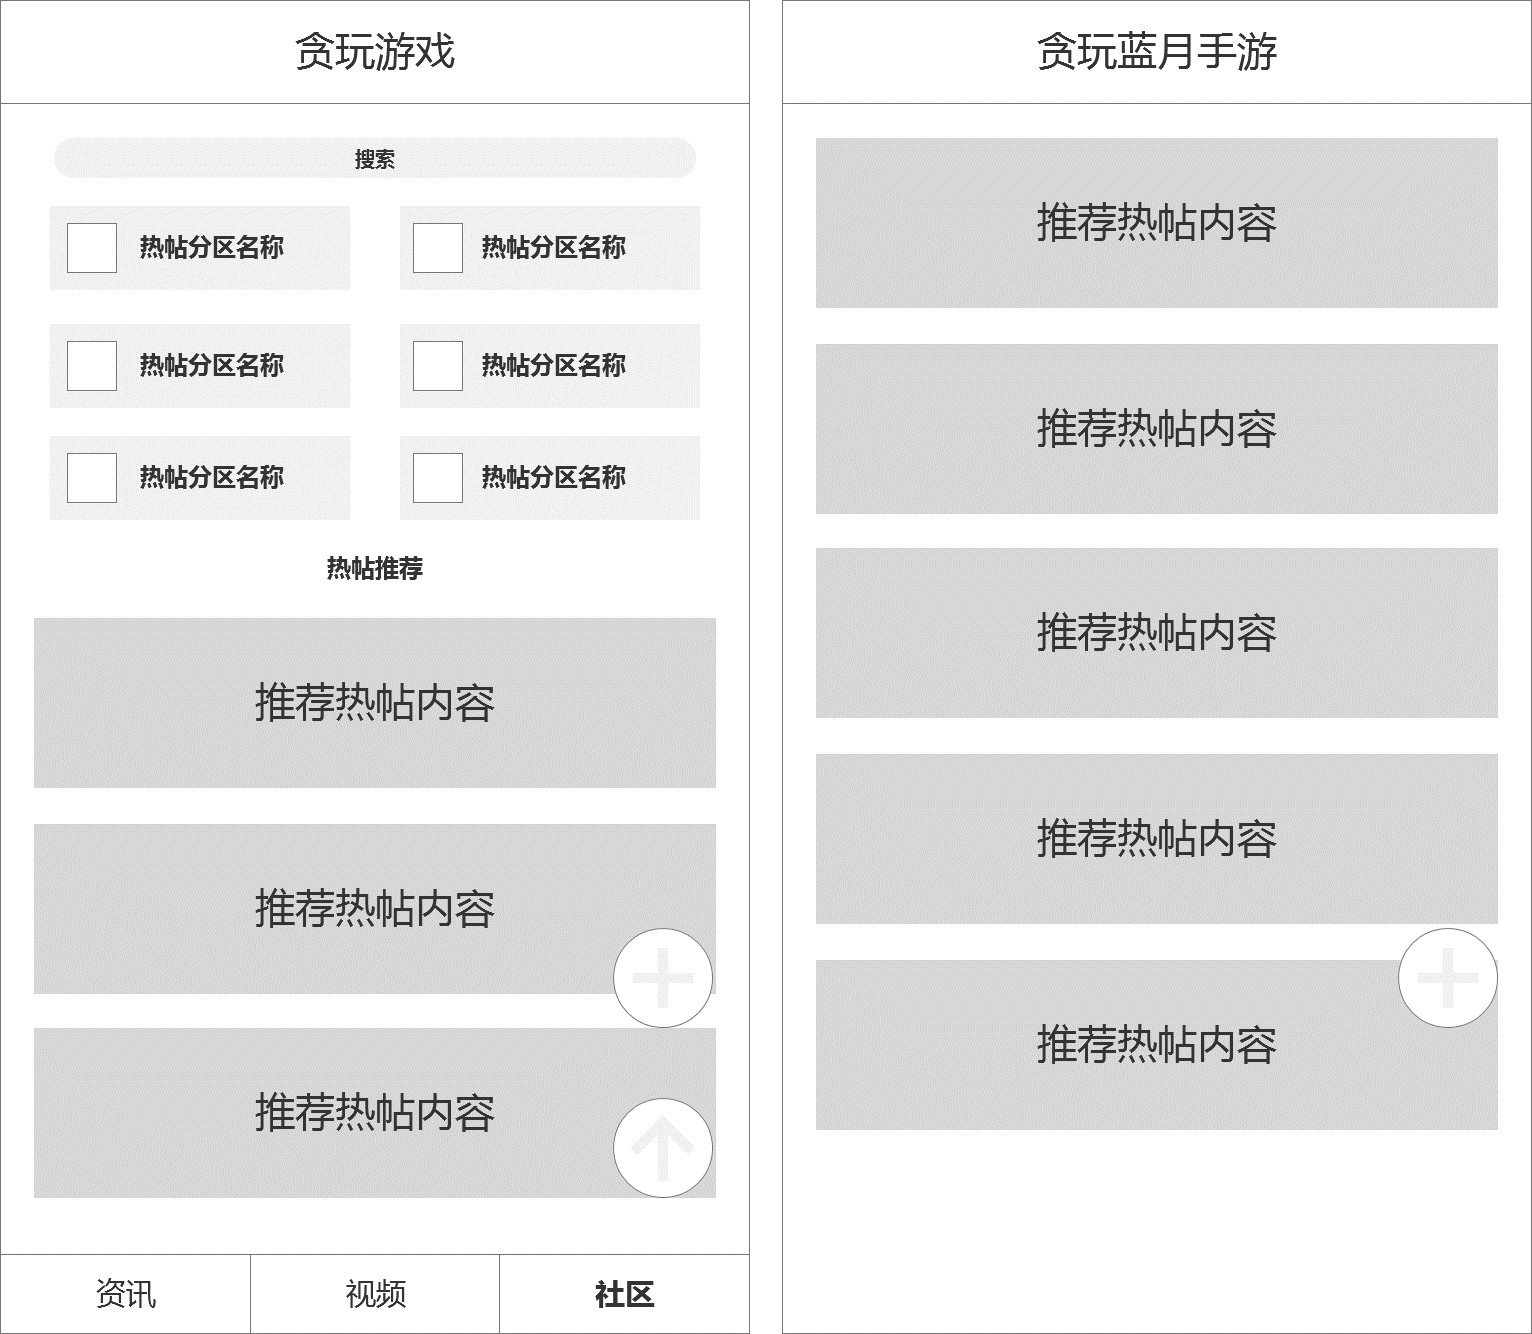 贪玩游戏
搜索
热帖分区名称
热帖分区名称
热帖分区名称
热帖分区名称
热帖分区名称
热帖分区名称
热帖推荐
推荐热帖内容
推荐热帖内容
推荐热帖内容
资讯
视频
社区
贪玩蓝月手游
推荐热帖内容
推荐热帖内容
推荐热帖内容
推荐热帖内容
推荐热帖内容